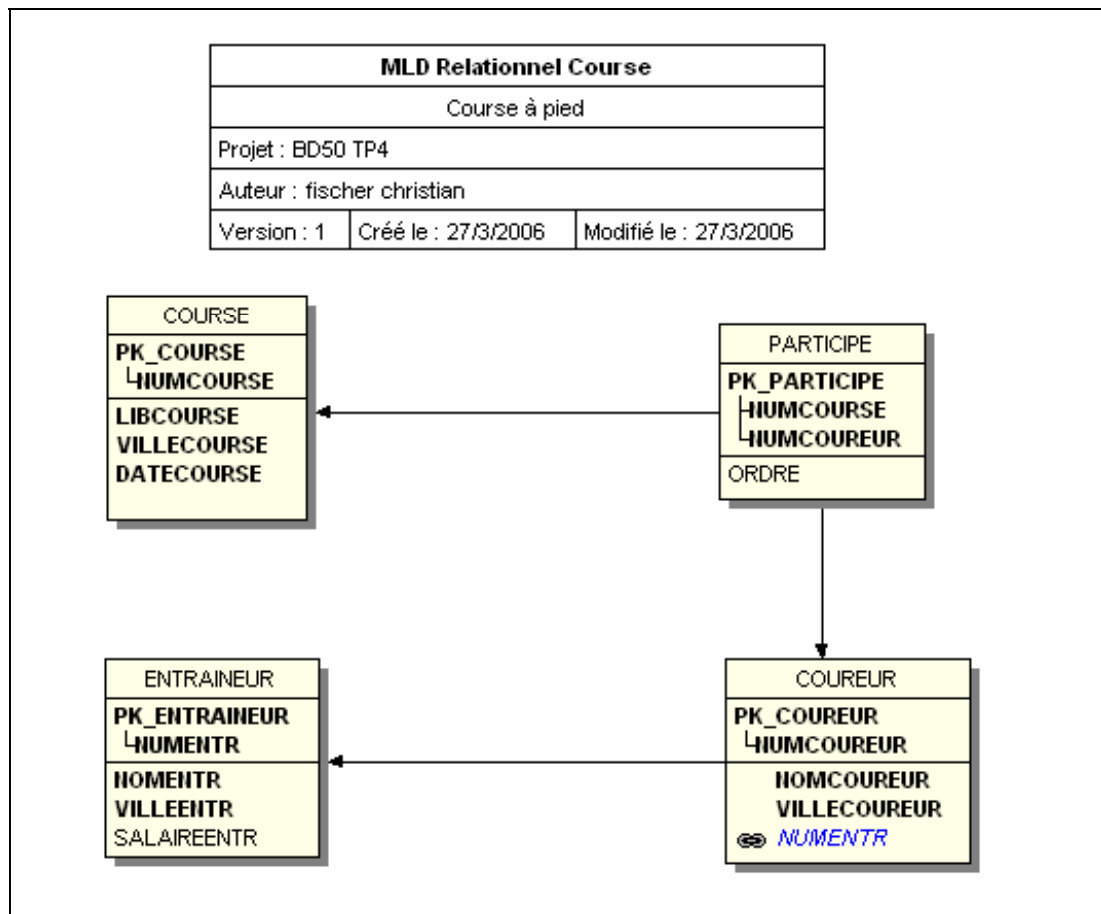 MLD Relationnel Course
Course à pied
Projet : BD50 TP4
Auteur : fischer christian
Version : 1 Créé le : 27/3/2006 Modifié le : 27/3/2006
COURSE
PK_COURSE
NUMCOURSE
LIBCOURSE
VILLECOURSE
DATECOURSE
PARTICIPE
PK_PARTICIPE
NUMCOURSE
NUMCOUREUR
ORDRE
ENTRAINEUR
PK_ENTRAINEUR
NUMENTR
NOMENTR
VILLEENTR
SALAIREENTR
COUREUR
PK_COUREUR
NUMCOUREUR
NOMCOUREUR
VILLECOUREUR
NUMENTR